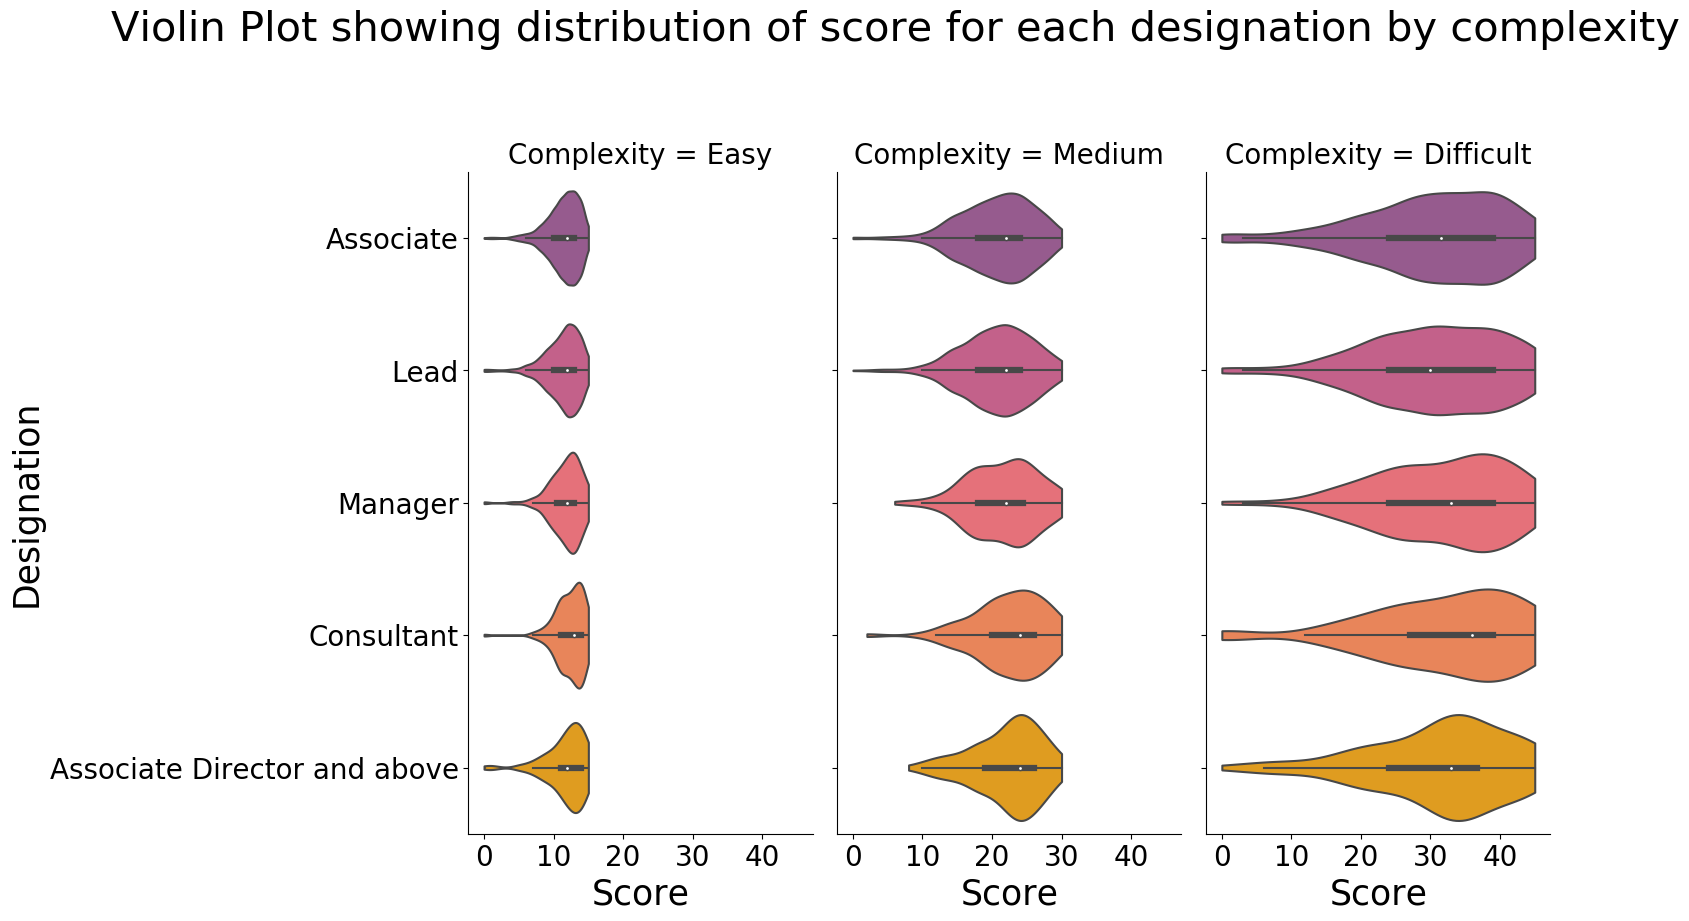 Violin Plot showing distribution of score for each designation by complexity
Complexity = Easy
Complexity = Medium
Complexity = Difficult
Designation
Associate
Lead
Manager
Consultant
Associate Director and above
0 10 20 30 40
0 10 20 30 40
0 10 20 30 40
Score
Score
Score